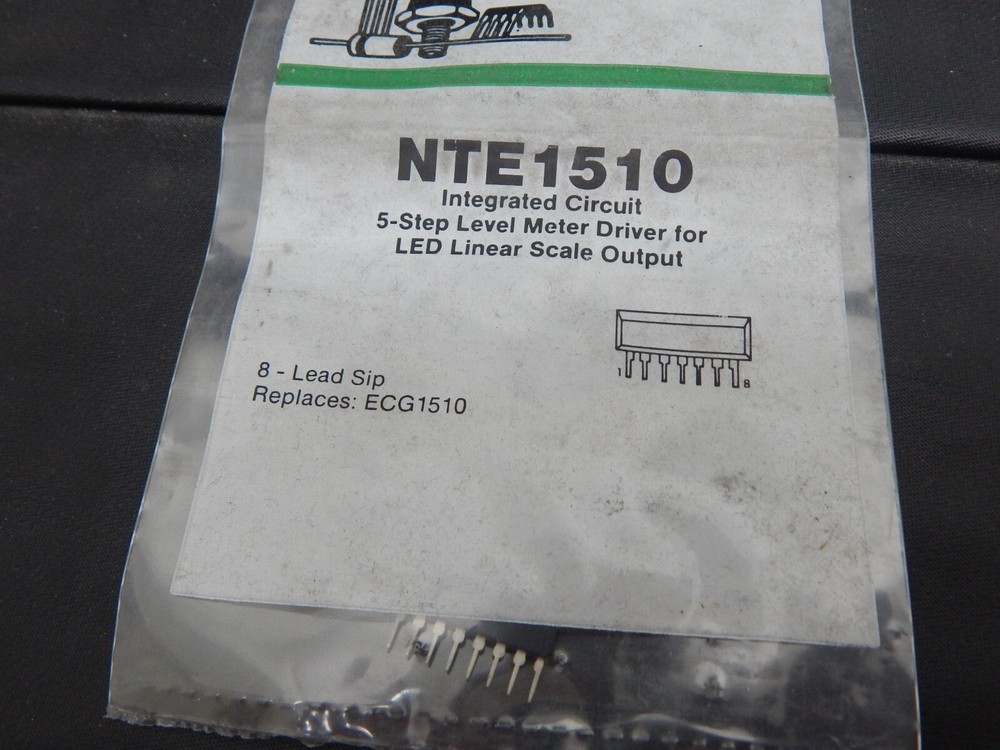 NTE1510
Integrated Circuit
5-Step Level Meter Driver for
LED Linear Scale Output
1 8
8 - Lead Sip
Replaces: ECG1510